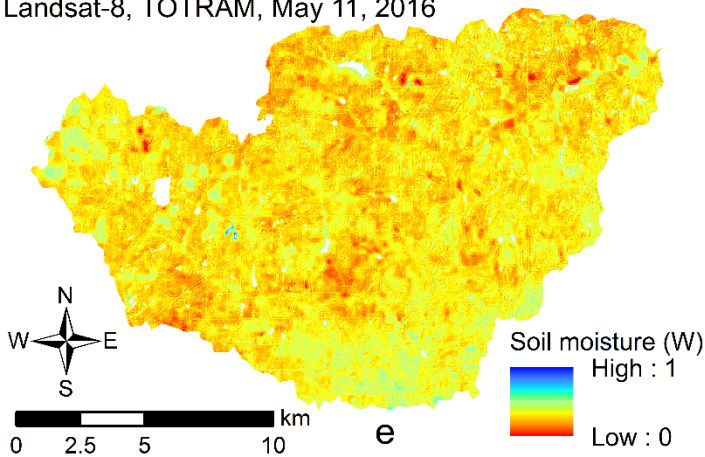 Landsat-8, TOTRAM, May 11, 2016
N
W E
S
Soil moisture (W)
High : 1
Low : 0
km
0 2.5 5 10
e